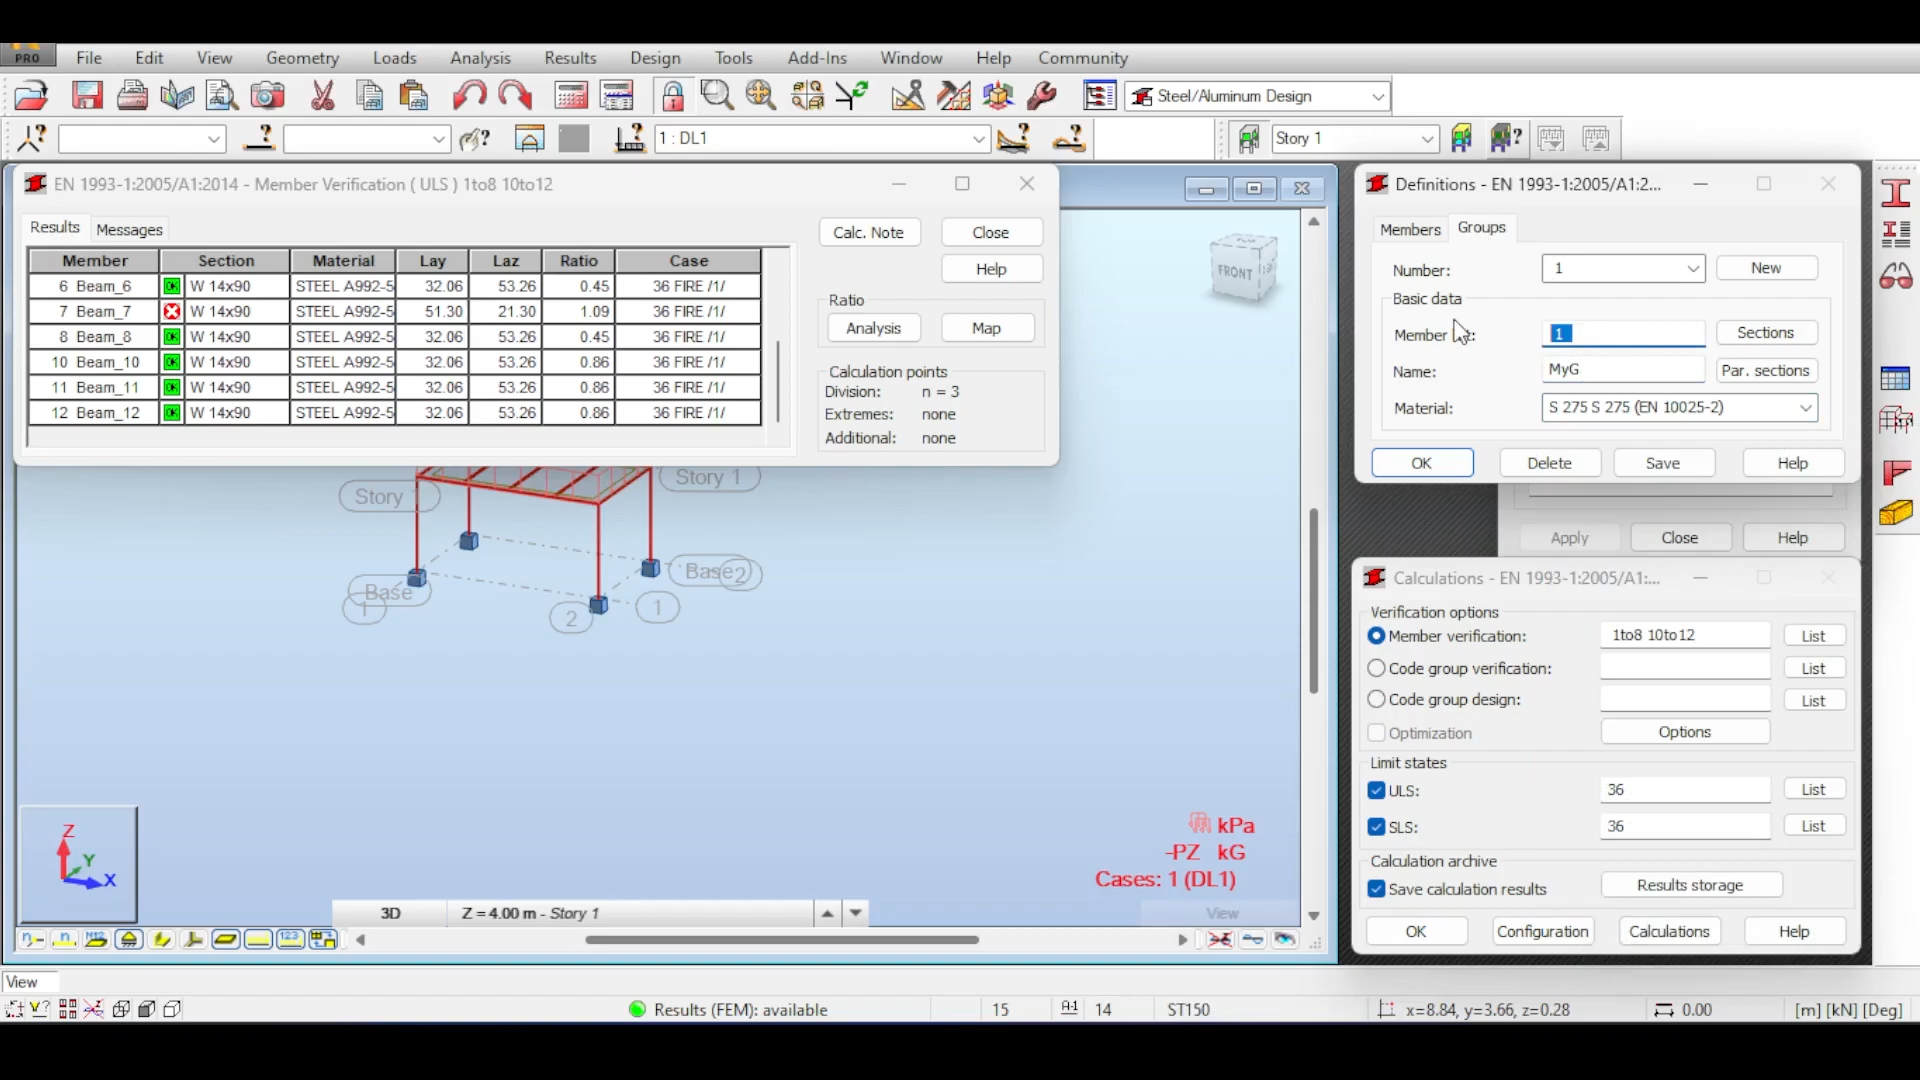 PRO
File Edit View Geometry Loads Analysis Results Design Tools Add-Ins Window Help Community
Steel/Aluminum Design
1 : DL1
Story 1
EN 1993-1:2005/A1:2014 - Member Verification ( ULS ) 1to8 10to12
Results Messages
Member Section Material Lay Laz Ratio Case
6 Beam_6 OK W 14x90 STEEL A992-5 32.06 53.26 0.45 36 FIRE /1/
7 Beam_7 W 14x90 STEEL A992-5 51.30 21.30 1.09 36 FIRE /1/
8 Beam_8 OK W 14x90 STEEL A992-5 32.06 53.26 0.45 36 FIRE /1/
10 Beam_10 OK W 14x90 STEEL A992-5 32.06 53.26 0.86 36 FIRE /1/
11 Beam_11 OK W 14x90 STEEL A992-5 32.06 53.26 0.86 36 FIRE /1/
12 Beam_12 OK W 14x90 STEEL A992-5 32.06 53.26 0.86 36 FIRE /1/
Calc. Note Close
Help
Ratio
Analysis Map
Calculation points
Division: n = 3
Extremes: none
Additional: none
FRONT
Story
Story 1
Base
1
2
1
Base
2
Z
Y
X
kPa
-PZ kG
Cases: 1 (DL1)
3D Z = 4.00 m - Story 1 View
Definitions - EN 1993-1:2005/A1:2...
Members Groups
Number: 1 New
Basic data
Member 1 Sections
Name: MyG Par. sections
Material: S 275 S 275 (EN 10025-2)
OK Delete Save Help
Apply Close Help
Calculations - EN 1993-1:2005/A1:...
Verification options
Member verification: 1to8 10to12 List
Code group verification: List
Code group design: List
Optimization Options
Limit states
ULS: 36 List
SLS: 36 List
Calculation archive
Save calculation results Results storage
OK Configuration Calculations Help
View
Results (FEM): available 15 14 ST150 x=8.84, y=3.66, z=0.28 0.00 [m] [kN] [Deg]